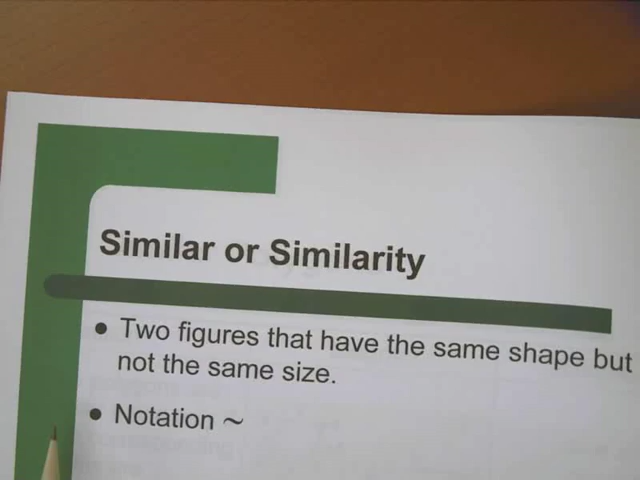 Similar or Similarity
● Two figures that have the same shape but
not the same size.
● Notation ~